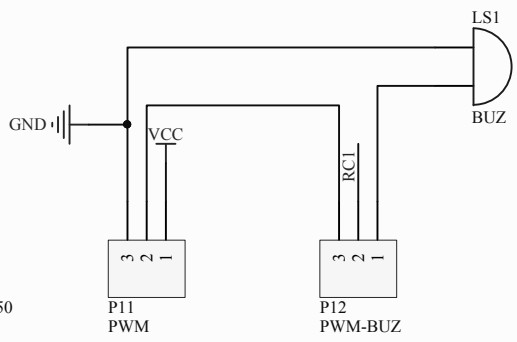 LS1
BUZ
GND
VCC
RC1
3 2 1
3 2 1
50
P11
PWM
P12
PWM-BUZ